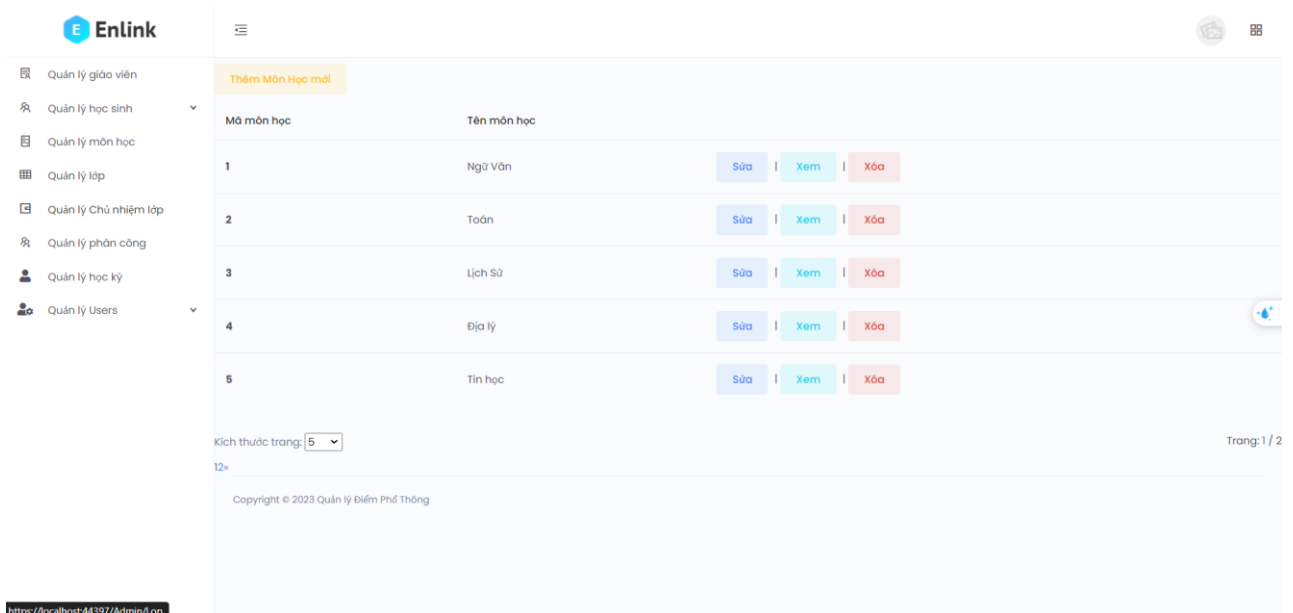 E Enlink
Quản lý giáo viên
Quản lý học sinh
Quản lý môn học
Quản lý lớp
Quản lý Chủ nhiệm lớp
Quản lý phân công
Quản lý học kỳ
Quản lý Users
Thêm Môn Học mới
Mã môn học Tên môn học
1 Ngữ Văn Sửa | Xem | Xóa
2 Toán Sửa | Xem | Xóa
3 Lịch Sử Sửa | Xem | Xóa
4 Địa lý Sửa | Xem | Xóa
5 Tin học Sửa | Xem | Xóa
Kích thước trang: 5 Trang: 1 / 2
12»
Copyright © 2023 Quản lý Điểm Phổ Thông
https://localhost:44397/Admin/Lop